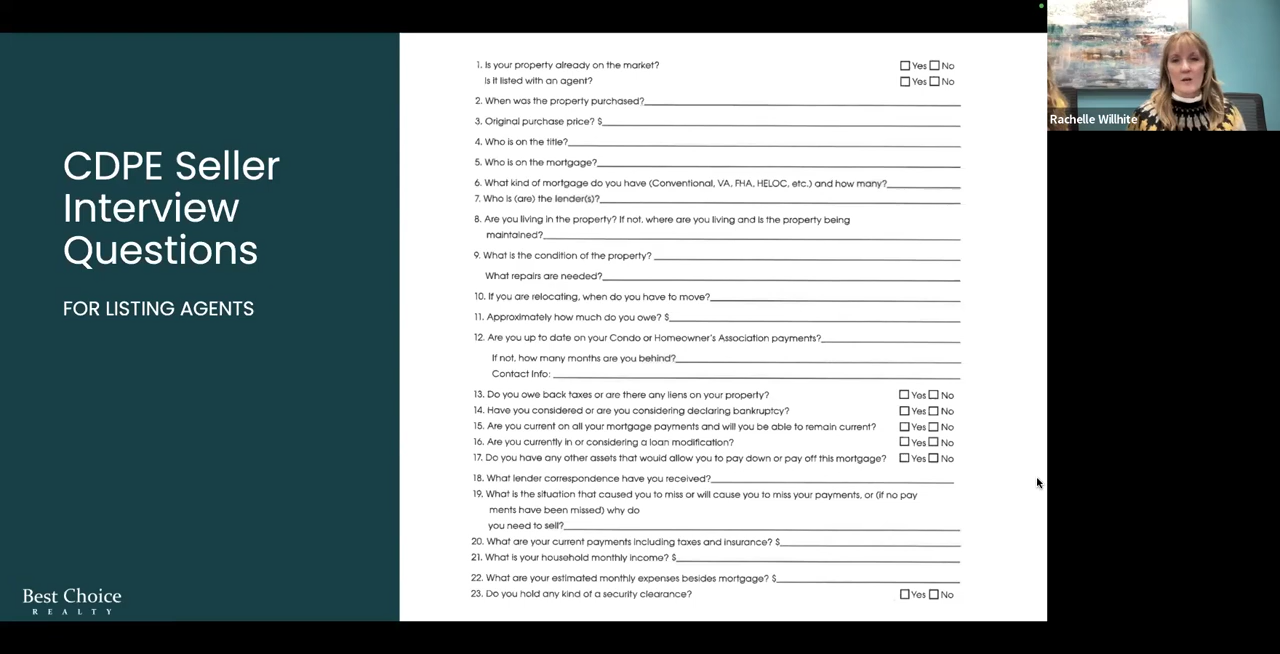 CDPE Seller
Interview
Questions
FOR LISTING AGENTS
Best Choice
REALTY
1. Is your property already on the market? Yes No
Is it listed with an agent? Yes No
2. When was the property purchased?
3. Original purchase price? $
4. Who is on the title?
5. Who is on the mortgage?
6. What kind of mortgage do you have (Conventional, VA, FHA, HELOC, etc.) and how many?
7. Who is (are) the lender(s)?
8. Are you living in the property? If not, where are you living and is the property being
maintained?
9. What is the condition of the property?
What repairs are needed?
10. If you are relocating, when do you have to move?
11. Approximately how much do you owe? $
12. Are you up to date on your Condo or Homeowner's Association payments?
If not, how many months are you behind?
Contact Info:
13. Do you owe back taxes or are there any liens on your property? Yes No
14. Have you considered or are you considering declaring bankruptcy? Yes No
15. Are you current on all your mortgage payments and will you be able to remain current? Yes No
16. Are you currently in or considering a loan modification? Yes No
17. Do you have any other assets that would allow you to pay down or pay off this mortgage? Yes No
18. What lender correspondence have you received?
19. What is the situation that caused you to miss or will cause you to miss your payments, or (if no pay
ments have been missed) why do
you need to sell?
20. What are your current payments including taxes and insurance? $
21. What is your household monthly income? $
22. What are your estimated monthly expenses besides mortgage? $
23. Do you hold any kind of a security clearance? Yes No
Rachelle Willhite